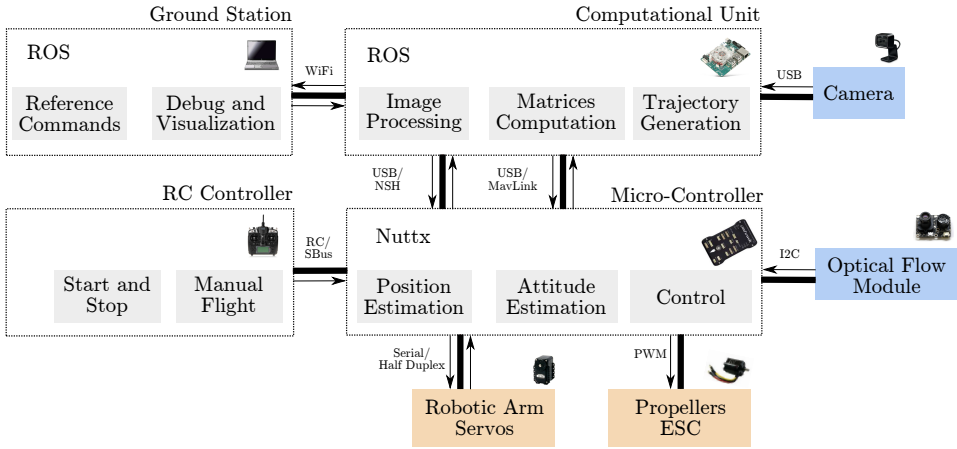 Ground Station
Computational Unit
ROS
WiFi
ROS
USB
Camera
Reference
Commands
Debug and
Visualization
Image
Processing
Matrices
Computation
Trajectory
Generation
USB/
NSH
USB/
MavLink
RC Controller
Micro-Controller
RC/
SBus
Nuttx
I2C
Optical Flow
Module
Start and
Stop
Manual
Flight
Position
Estimation
Attitude
Estimation
Control
Serial/
Half Duplex
PWM
Robotic Arm
Servos
Propellers
ESC